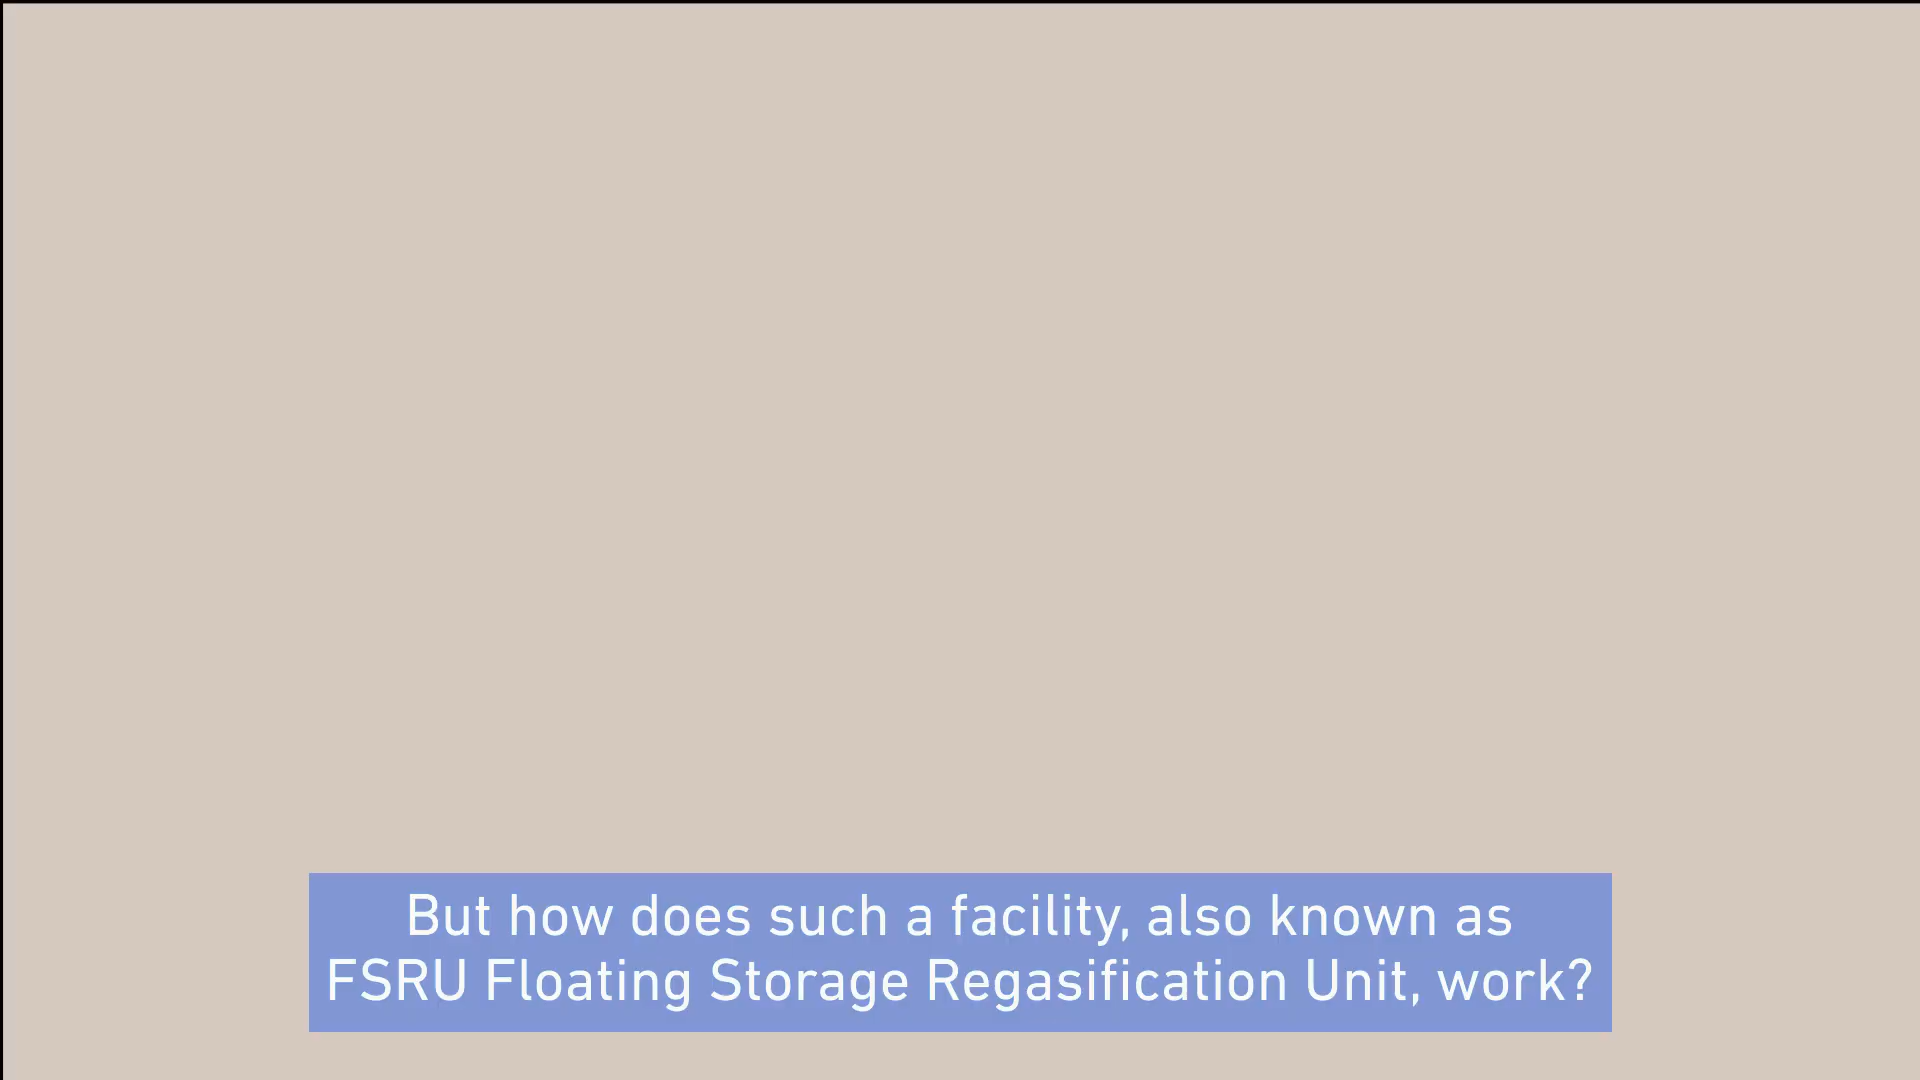 But how does such a facility, also known as
FSRU Floating Storage Regasification Unit, work?